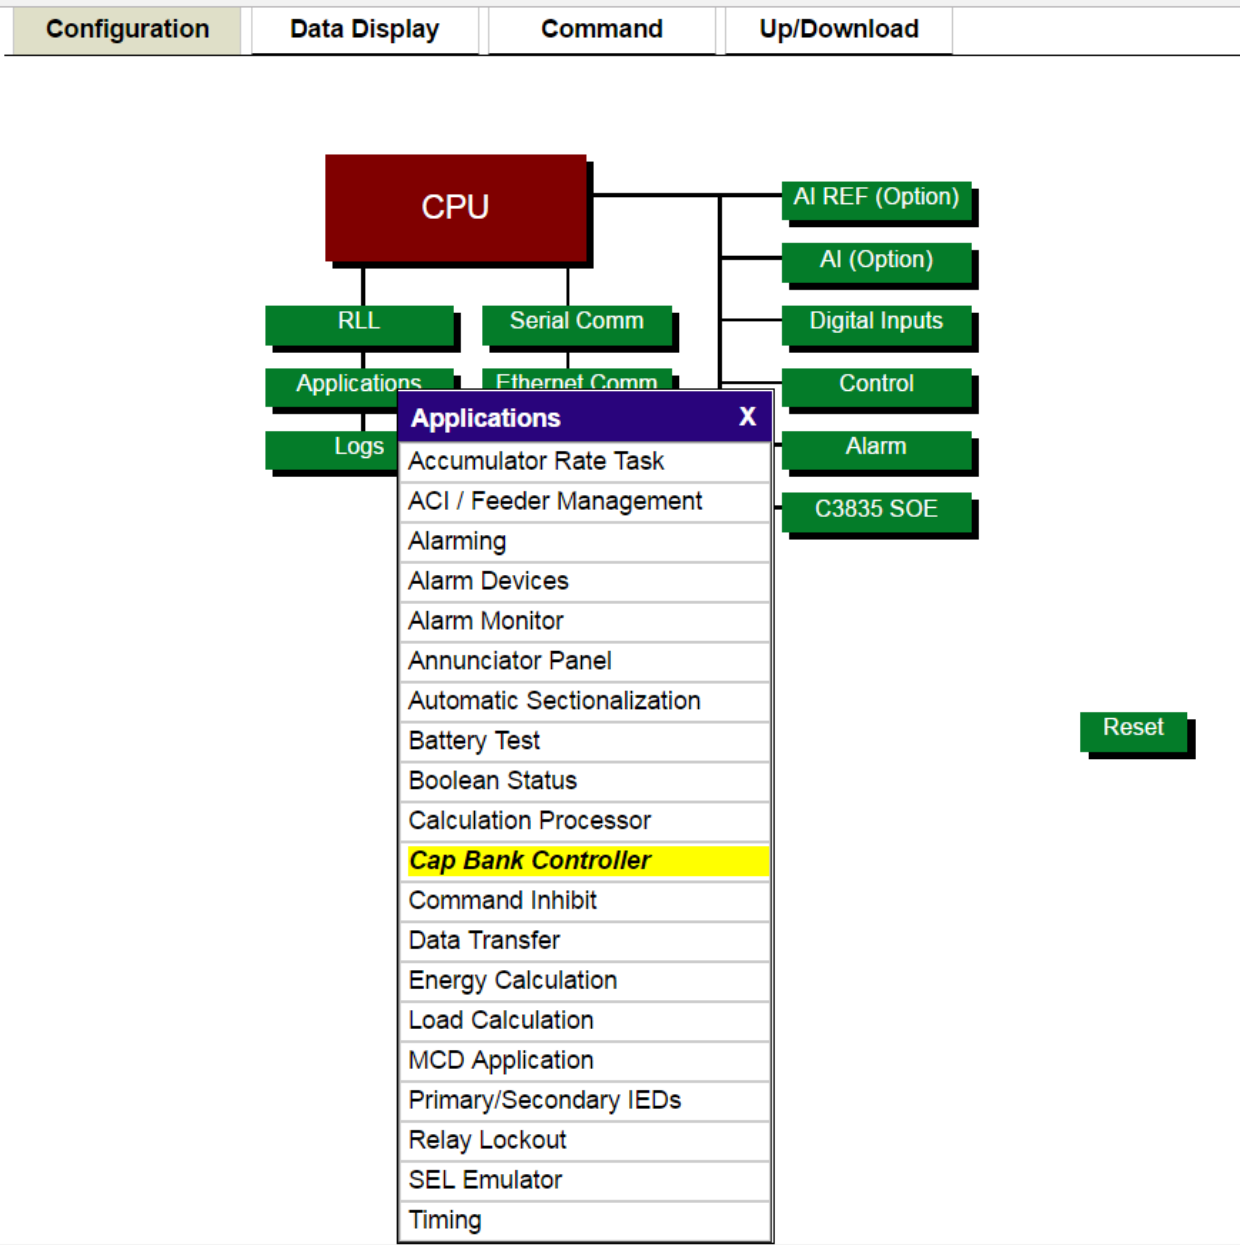 Configuration
Data Display
Command
Up/Download
CPU
AI REF (Option)
AI (Option)
RLL
Serial Comm
Digital Inputs
Applications
Ethernet Comm
Control
Logs
Alarm
C3835 SOE
Applications X
Accumulator Rate Task
ACI / Feeder Management
Alarming
Alarm Devices
Alarm Monitor
Annunciator Panel
Automatic Sectionalization
Battery Test
Boolean Status
Calculation Processor
Cap Bank Controller
Command Inhibit
Data Transfer
Energy Calculation
Load Calculation
MCD Application
Primary/Secondary IEDs
Relay Lockout
SEL Emulator
Timing
Reset